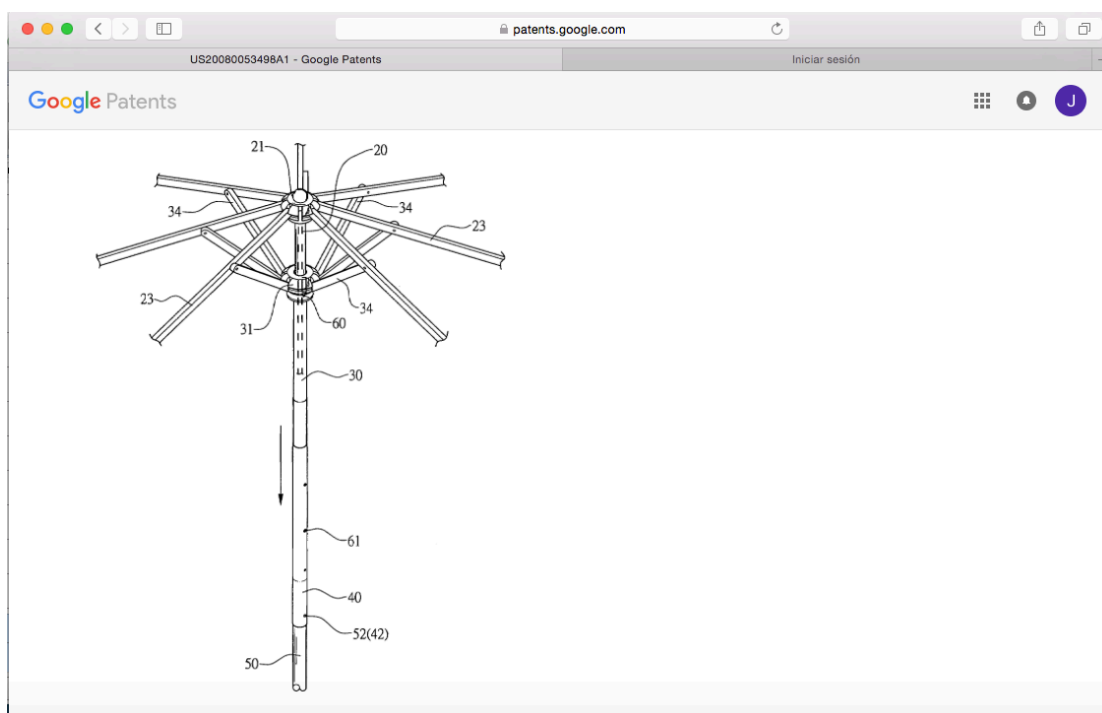 patents.google.com
US20080053498A1 - Google Patents
Iniciar sesión
Google Patents
J
21
20
34
34
23
23
34
31
60
30
61
40
52(42)
50